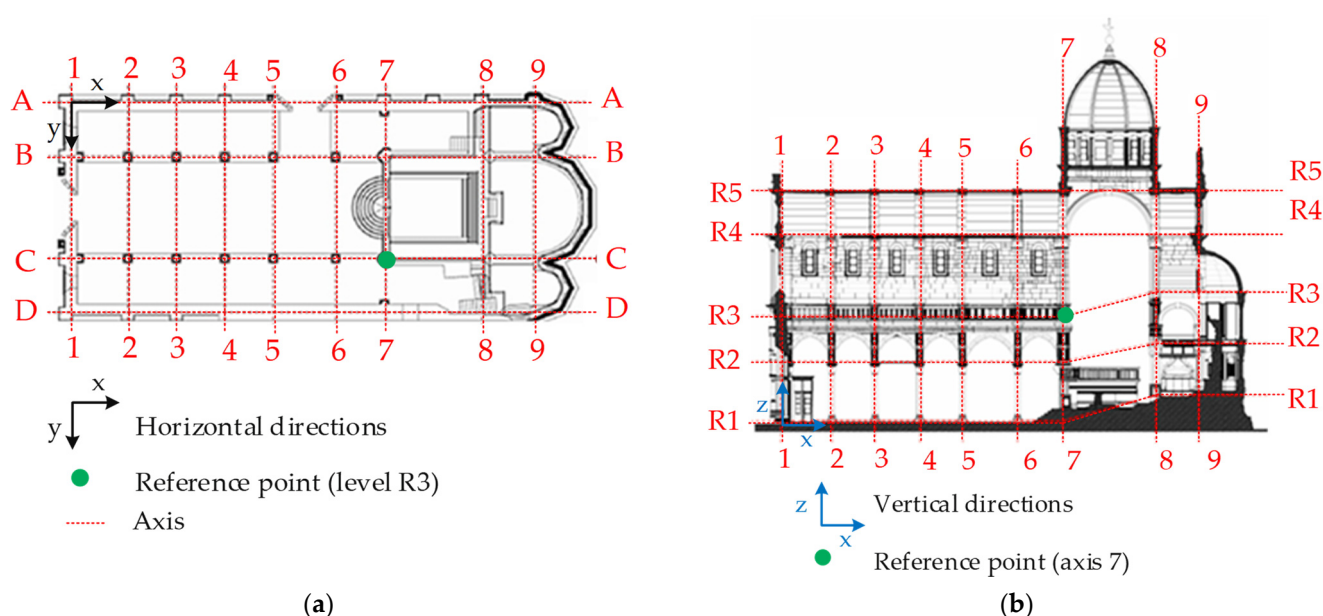 1 2 3 4 5 6 7 8 9
x
A A
y
B B
C C
D D
1 2 3 4 5 6 7 8 9
x
y Horizontal directions
Reference point (level R3)
Axis
(a)
7 8
9
1 2 3 4 5 6
R5 R5
R4 R4
R3 R3
R2 R2
R1 R1
z
x
1 2 3 4 5 6 7 8 9
z Vertical directions
x
Reference point (axis 7)
(b)